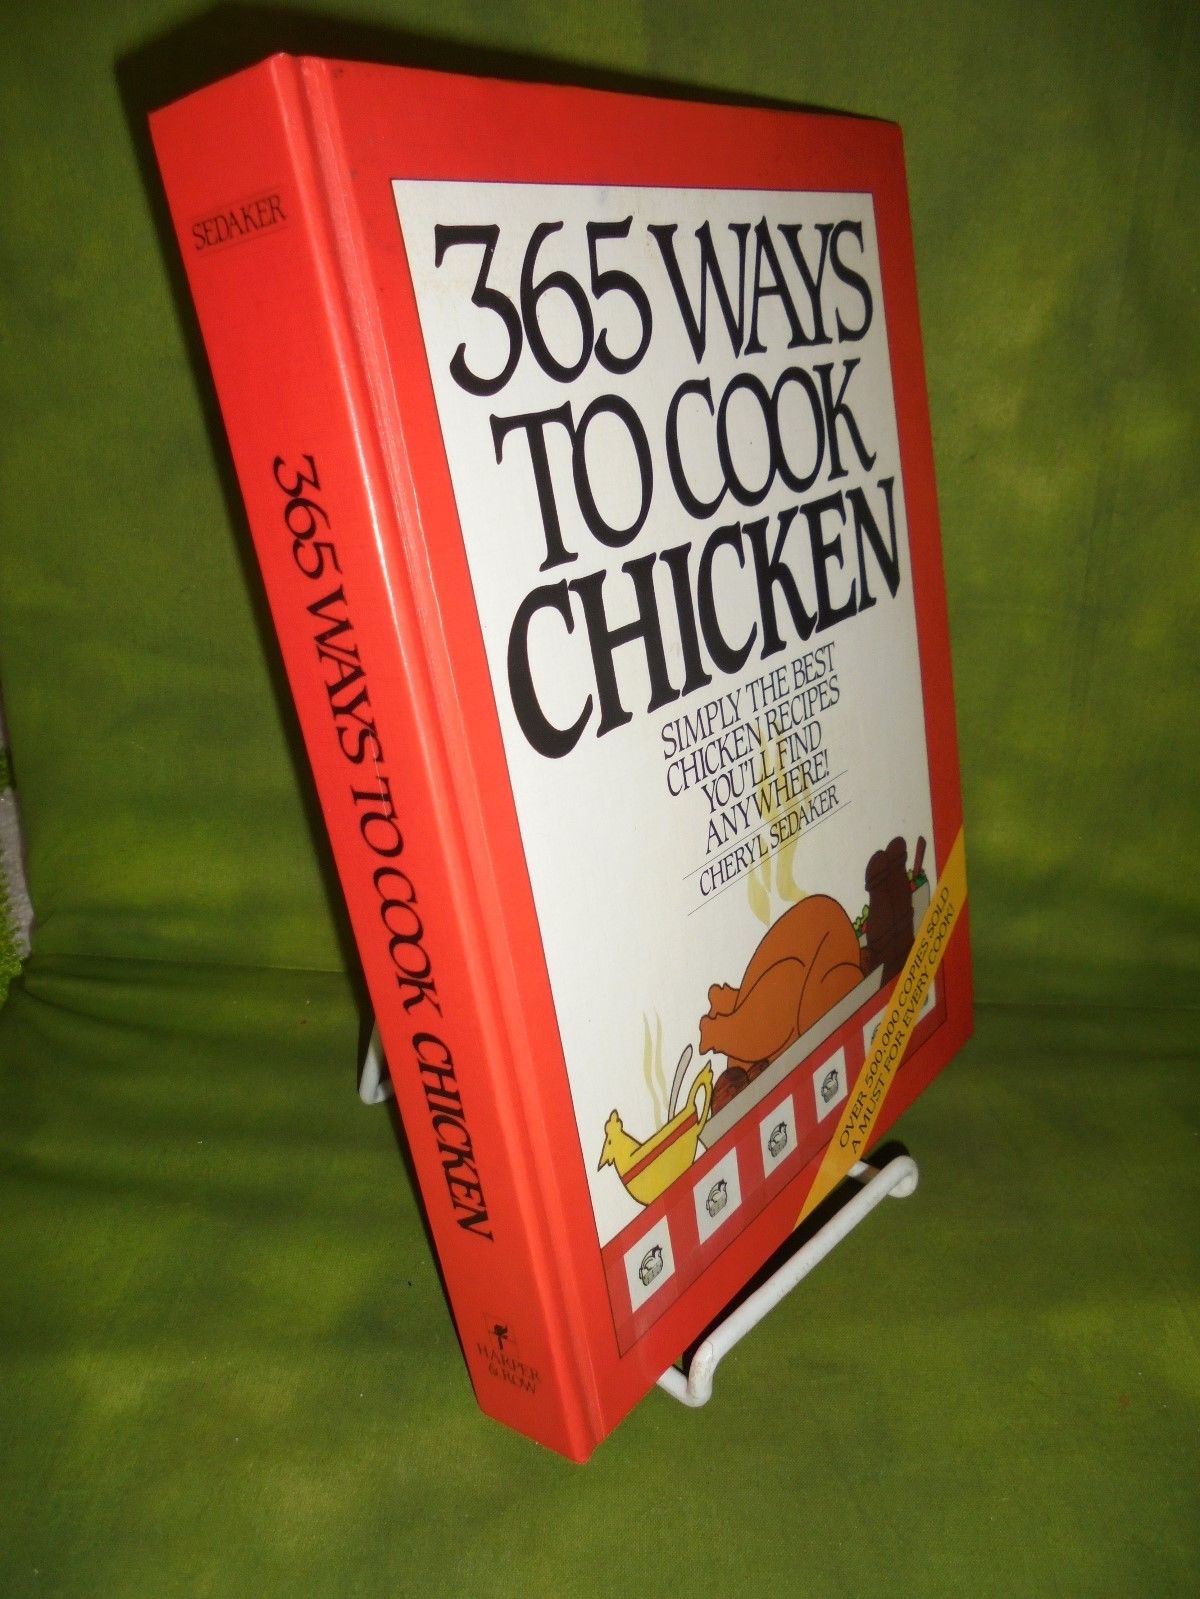 SEDAKER
365 WAYS TO COOK CHICKEN
HARPER
& ROW
365 WAYS
TO COOK
CHICKEN
SIMPLY THE BEST
CHICKEN RECIPES
YOU'LL FIND
ANYWHERE!
CHERYL SEDAKER
OVER 500,000 COPIES SOLD
A MUST FOR EVERY COOK!